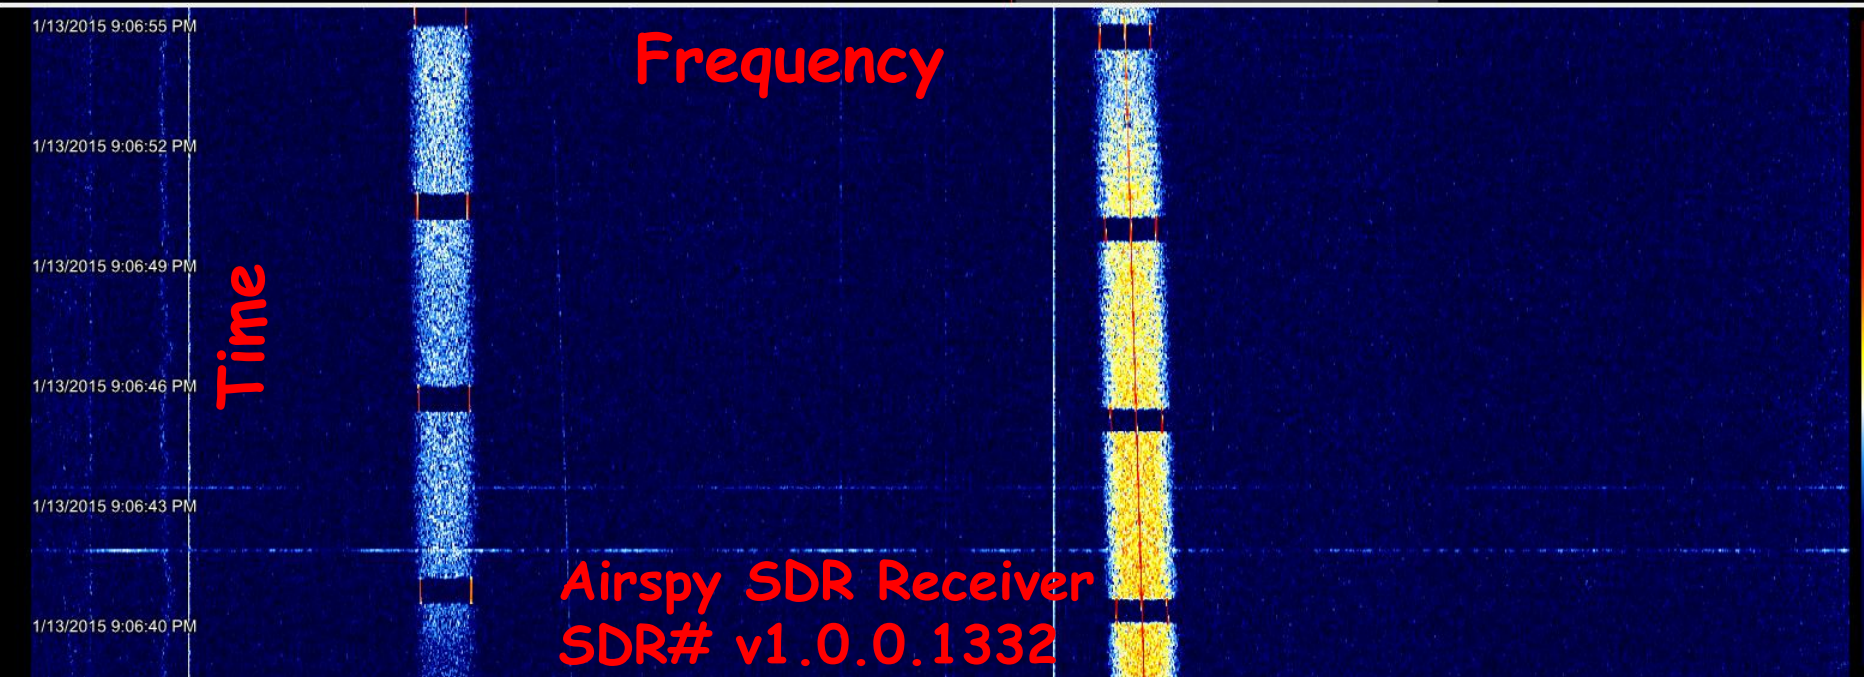 1/13/2015 9:06:55 PM
Frequency
1/13/2015 9:06:52 PM
1/13/2015 9:06:49 PM
Time
1/13/2015 9:06:46 PM
1/13/2015 9:06:43 PM
Airspy SDR Receiver
SDR# v1.0.0.1332
1/13/2015 9:06:40 PM